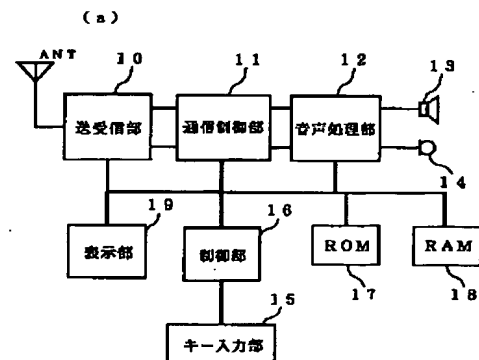 (a)
ANT
10 11 12 13
送受信部 通信制御部 音声処理部
14
19 16
表示部 制御部 ROM RAM
15 17 18
キー入力部